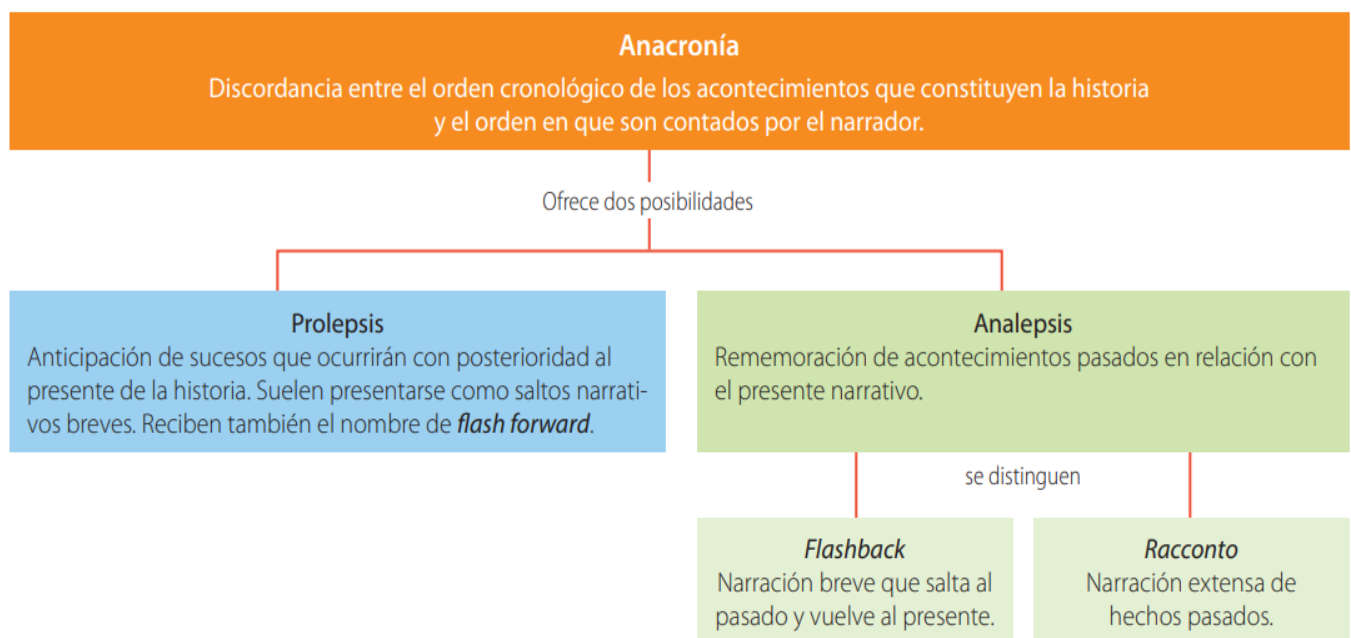 Anacronía
Discordancia entre el orden cronológico de los acontecimientos que constituyen la historia
y el orden en que son contados por el narrador.
Ofrece dos posibilidades
Prolepsis
Anticipación de sucesos que ocurrirán con posterioridad al
presente de la historia. Suelen presentarse como saltos narrati-
vos breves. Reciben también el nombre de flash forward.
Analepsis
Rememoración de acontecimientos pasados en relación con
el presente narrativo.
se distinguen
Flashback
Narración breve que salta al
pasado y vuelve al presente.
Racconto
Narración extensa de
hechos pasados.